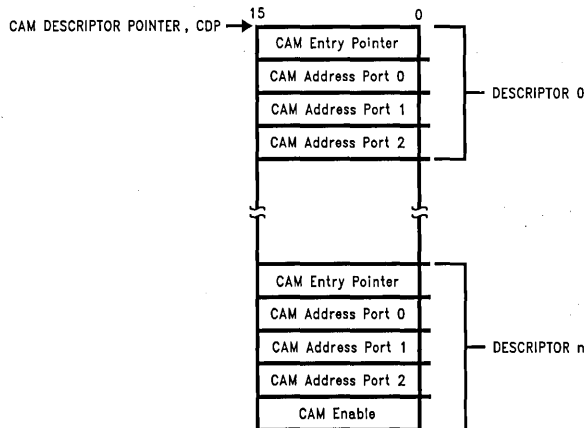 15 0
CAM DESCRIPTOR POINTER, CDP
CAM Entry Pointer
CAM Address Port 0
CAM Address Port 1
CAM Address Port 2
DESCRIPTOR 0
CAM Entry Pointer
CAM Address Port 0
CAM Address Port 1
CAM Address Port 2
CAM Enable
DESCRIPTOR n